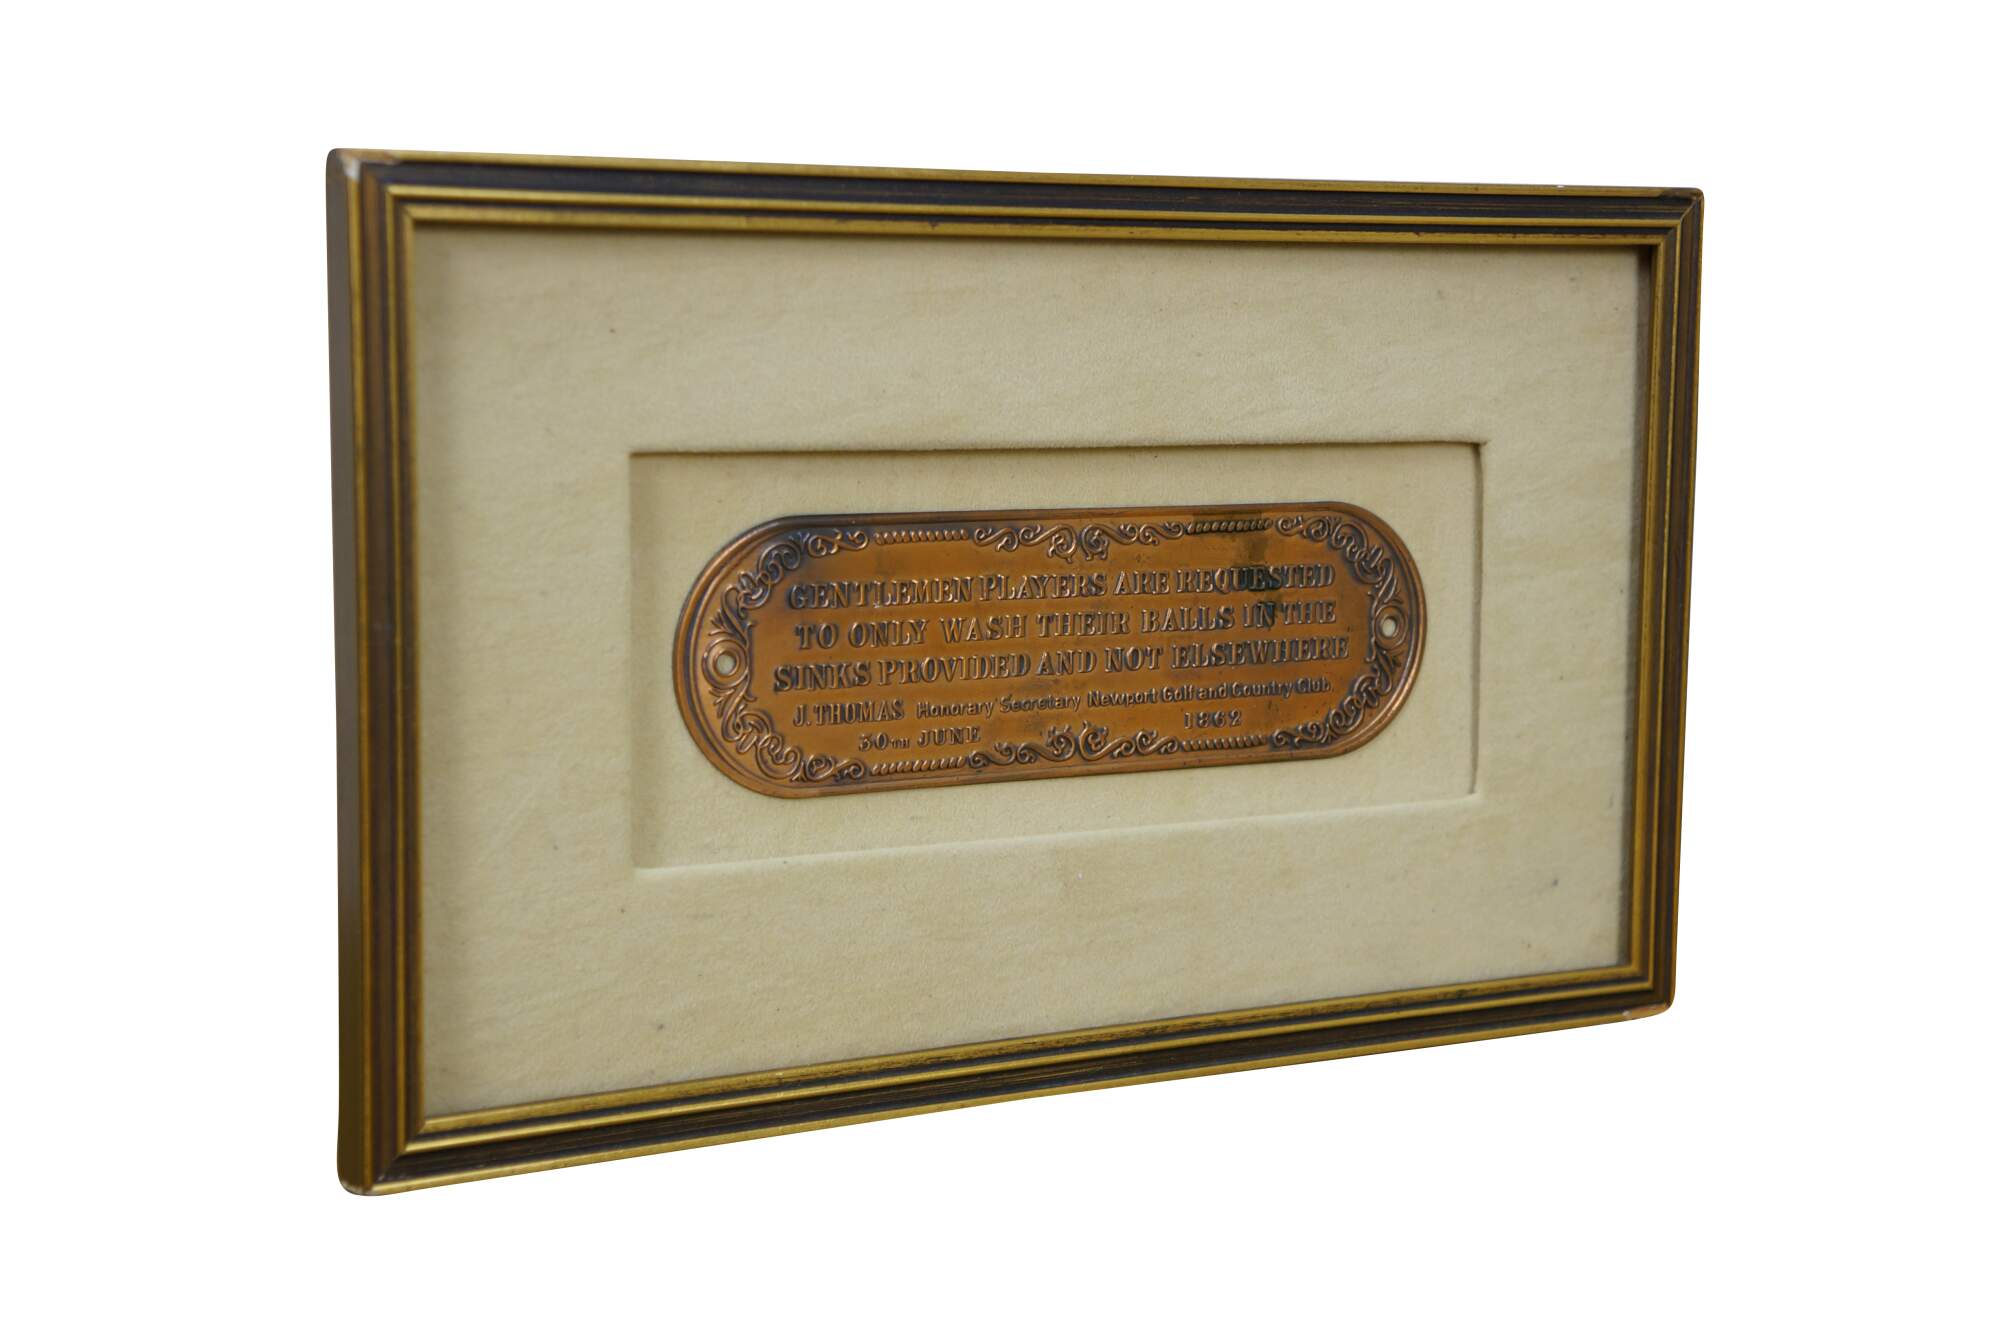 GENTLEMEN PLAYERS ARE REQUESTED
TO ONLY WASH THEIR BALLS IN THE
SINKS PROVIDED AND NOT ELSEWHERE
J. THOMAS Honorary Secretary Newport Golf and Country Club
30TH JUNE 1862